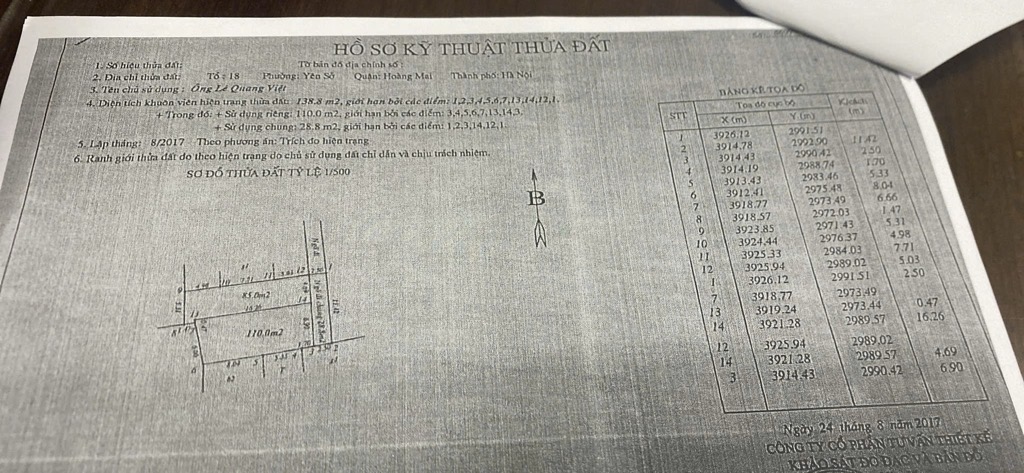 HỒ SƠ KỸ THUẬT THỬA ĐẤT
1. Số hiệu thửa đất: Tờ bản đồ địa chính số :
2. Địa chỉ thửa đất: Tổ : 18 Phường: Yên Sở Quận: Hoàng Mai Thành phố: Hà Nội
3. Tên chủ sử dụng : Ông Lê Quang Việt
4. Diện tích khuôn viên hiện trạng thửa đất: 138.8 m2, giới hạn bởi các điểm: 1,2,3,4,5,6,7,13,14,12,1.
+ Trong đó: + Sử dụng riêng: 110.0 m2, giới hạn bởi các điểm: 3,4,5,6,7,13,14,3.
+ Sử dụng chung: 28.8 m2, giới hạn bởi các điểm: 1,2,3,14,12,1.
5. Lập tháng: 8/2017 Theo phương án: Trích đo hiện trạng
6. Ranh giới thửa đất do theo hiện trạng do chủ sử dụng đất chỉ dẫn và chịu trách nhiệm.
SƠ ĐỒ THỬA ĐẤT TỶ LỆ 1/500
B
85.0m2
16.26
110.0m2
BẢNG KÊ TỌA ĐỘ
STT Tọa độ cục bộ K/cách
X (m) Y (m) (m)
1 3926.12 2991.51
11.42
2 3914.78 2992.90
2.50
3 3914.43 2990.42
1.70
4 3914.19 2988.74
5.33
5 3913.43 2983.46
8.04
6 3912.41 2975.48
6.66
7 3918.77 2973.49
1.47
8 3918.57 2972.03
5.31
9 3923.85 2971.43
4.98
10 3924.44 2976.37
7.71
11 3925.33 2984.03
5.03
12 3925.94 2989.02
2.50
1 3926.12 2991.51
7 3918.77 2973.49
0.47
13 3919.24 2973.44
16.26
14 3921.28 2989.57
12 3925.94 2989.02
4.69
14 3921.28 2989.57
6.90
3 3914.43 2990.42
Ngày 24 tháng 8 năm 2017
CÔNG TY CỔ PHẦN TƯ VẤN THIẾT KẾ
KHẢO SÁT ĐO ĐẠC VÀ BẢN ĐỒ